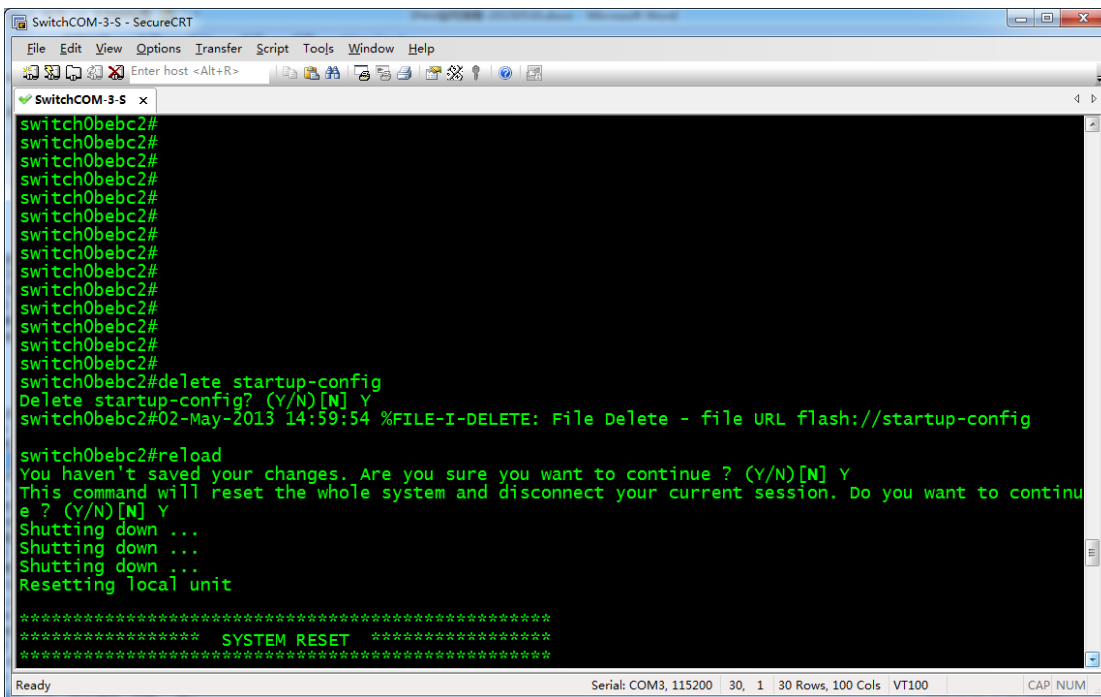 SwitchCOM-3-S - SecureCRT
File Edit View Options Transfer Script Tools Window Help
Enter host <Alt+R>
SwitchCOM-3-S x
switch0bebc2#
switch0bebc2#
switch0bebc2#
switch0bebc2#
switch0bebc2#
switch0bebc2#
switch0bebc2#
switch0bebc2#
switch0bebc2#
switch0bebc2#
switch0bebc2#
switch0bebc2#
switch0bebc2#
switch0bebc2#
switch0bebc2#delete startup-config
Delete startup-config? (Y/N)[N] Y
switch0bebc2#02-May-2013 14:59:54 %FILE-I-DELETE: File Delete - file URL flash://startup-config
switch0bebc2#reload
You haven't saved your changes. Are you sure you want to continue ? (Y/N)[N] Y
This command will reset the whole system and disconnect your current session. Do you want to continu
e ? (Y/N)[N] Y
Shutting down ...
Shutting down ...
Shutting down ...
Resetting local unit
***************************************************
***************** SYSTEM RESET *****************
***************************************************
Ready Serial: COM3, 115200 30, 1 30 Rows, 100 Cols VT100 CAP NUM